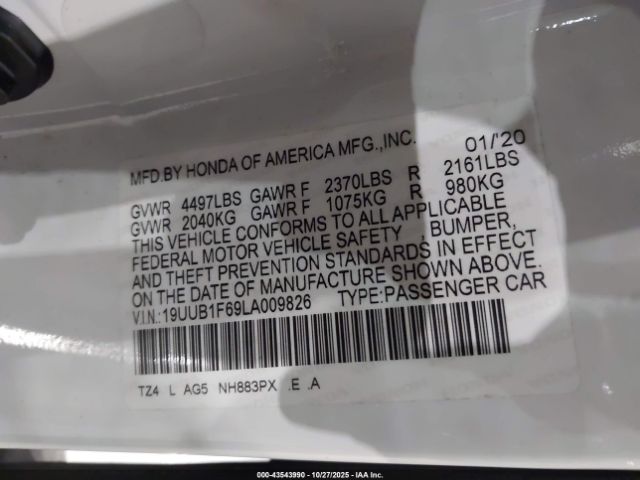 MFD.BY HONDA OF AMERICA MFG.,INC. 01/'20
GVWR 4497LBS GAWR F 2370LBS R 2161LBS
GVWR 2040KG GAWR F 1075KG R 980KG
THIS VEHICLE CONFORMS TO ALL APPLICABLE
FEDERAL MOTOR VEHICLE SAFETY BUMPER,
AND THEFT PREVENTION STANDARDS IN EFFECT
ON THE DATE OF MANUFACTURE SHOWN ABOVE.
VIN:19UUB1F69LA009826 TYPE:PASSENGER CAR
TZ4 L AG5 NH883PX .E .A
000-43543990 | 10/27/2025 | IAA Inc.